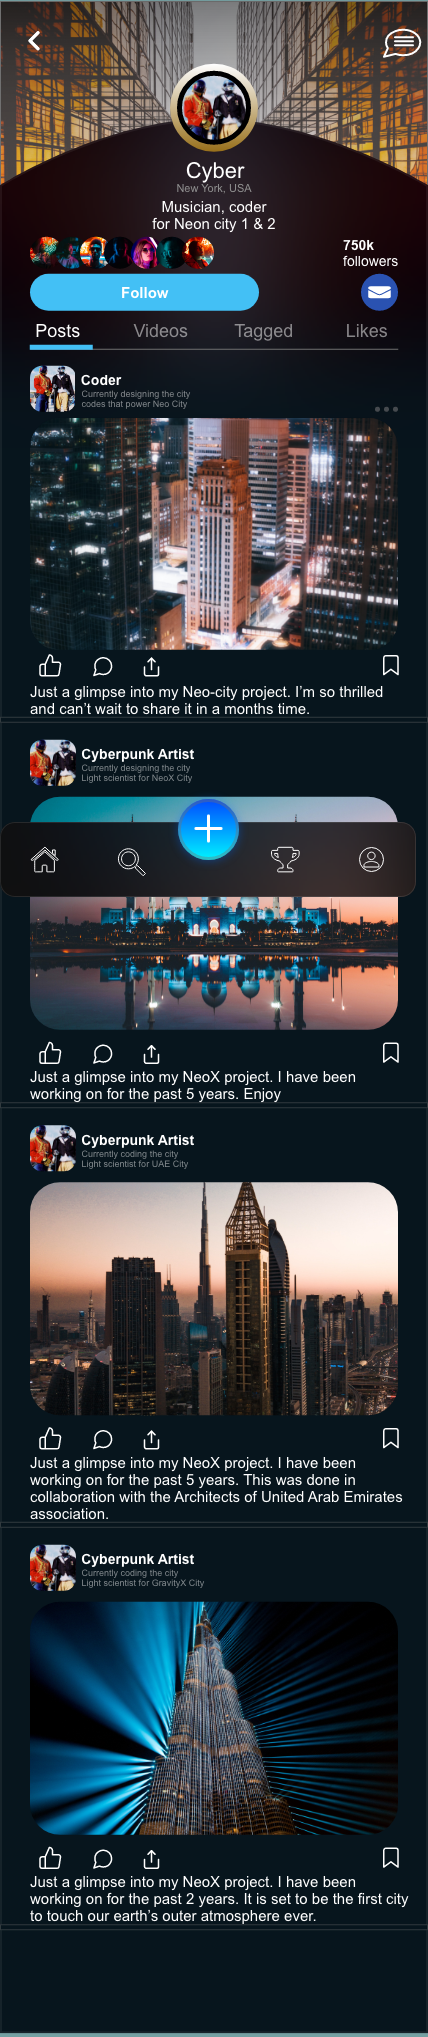 Cyber
New York, USA
Musician, coder
for Neon city 1 & 2
750k
followers
Follow
Posts
Videos
Tagged
Likes
Coder
Currently designing the city
codes that power Neo City
Just a glimpse into my Neo-city project. I’m so thrilled
and can’t wait to share it in a months time.
Cyberpunk Artist
Currently designing the city
Light scientist for NeoX City
Just a glimpse into my NeoX project. I have been
working on for the past 5 years. Enjoy
Cyberpunk Artist
Currently coding the city
Light scientist for UAE City
Just a glimpse into my NeoX project. I have been
working on for the past 5 years. This was done in
collaboration with the Architects of United Arab Emirates
association.
Cyberpunk Artist
Currently coding the city
Light scientist for GravityX City
Just a glimpse into my NeoX project. I have been
working on for the past 2 years. It is set to be the first city
to touch our earth’s outer atmosphere ever.